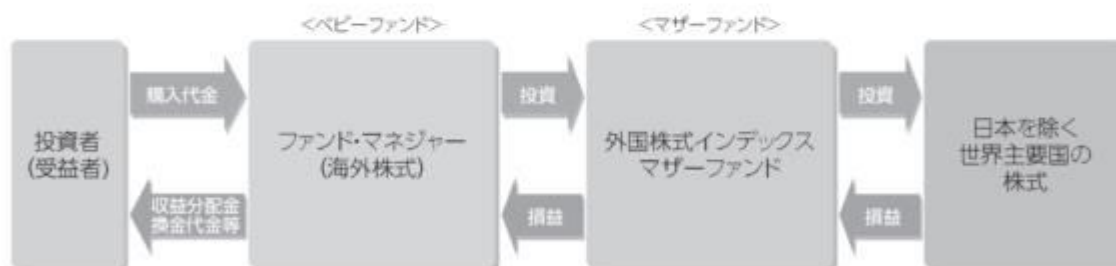 <ベビーファンド>
<マザーファンド>
投資者
(受益者)
購入代金
収益分配金
換金代金等
ファンド・マネジャー
(海外株式)
投資
損益
外国株式インデックス
マザーファンド
投資
損益
日本を除く
世界主要国の
株式